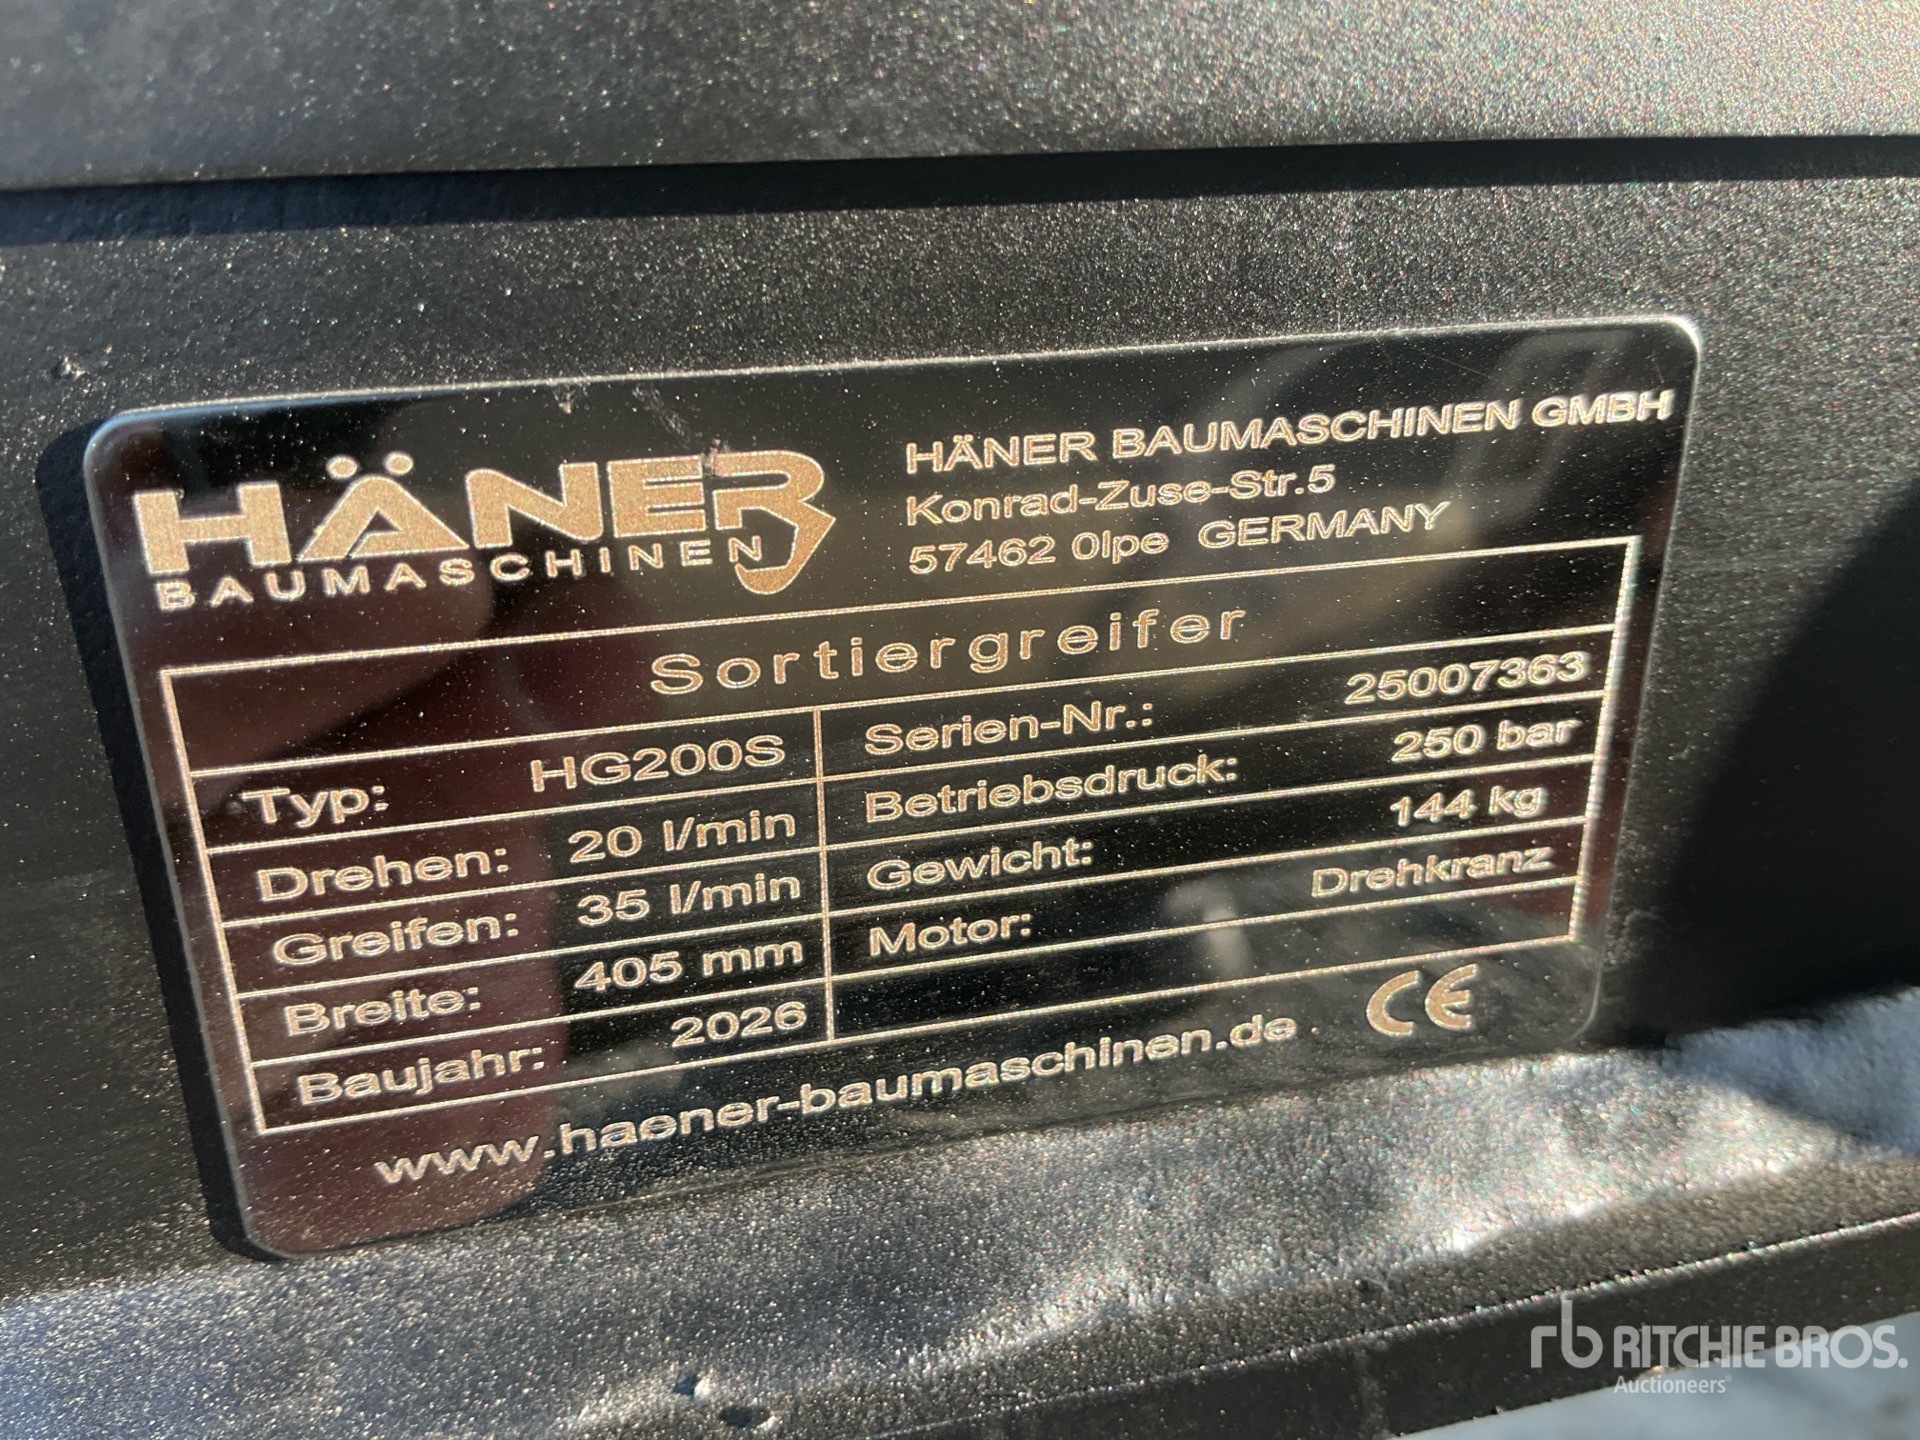 HÄNER
BAUMASCHINEN
HÄNER BAUMASCHINEN GMBH
Konrad-Zuse-Str.5
57462 Olpe GERMANY
Sortiergreifer
Typ: HG200S
Drehen: 20 l/min
Greifen: 35 l/min
Breite: 405 mm
Baujahr: 2026
Serien-Nr.: 25007363
Betriebsdruck: 250 bar
Gewicht: 144 kg
Motor: Drehkranz
www.haener-baumaschinen.de CE
rb RITCHIE BROS.
Auctioneers